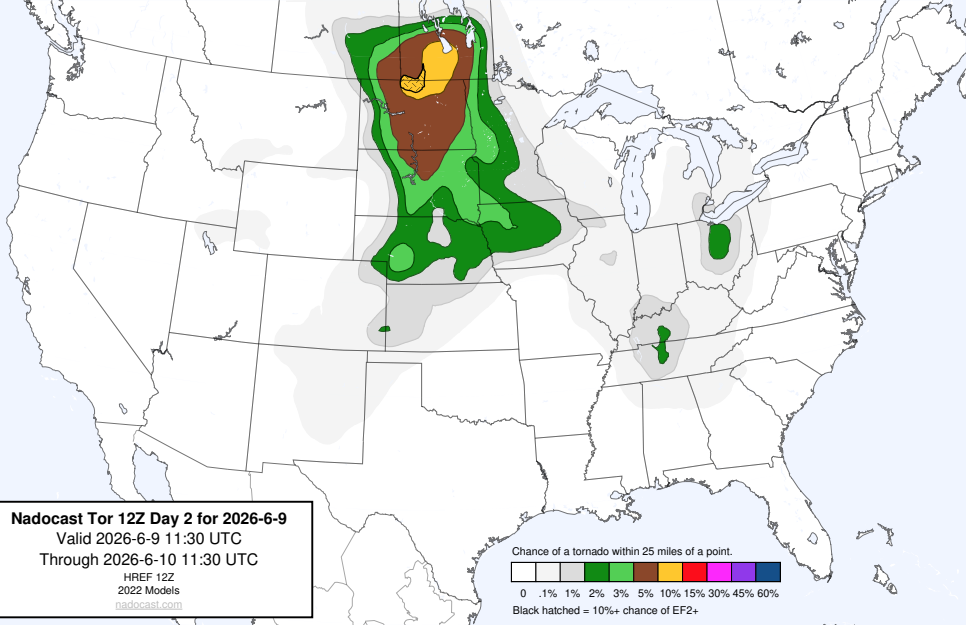 Nadocast Tor 12Z Day 2 for 2026-6-9
Valid 2026-6-9 11:30 UTC
Through 2026-6-10 11:30 UTC
HREF 12Z
2022 Models
nadocast.com
Chance of a tornado within 25 miles of a point.
0 .1% 1% 2% 3% 5% 10% 15% 30% 45% 60%
Black hatched = 10%+ chance of EF2+